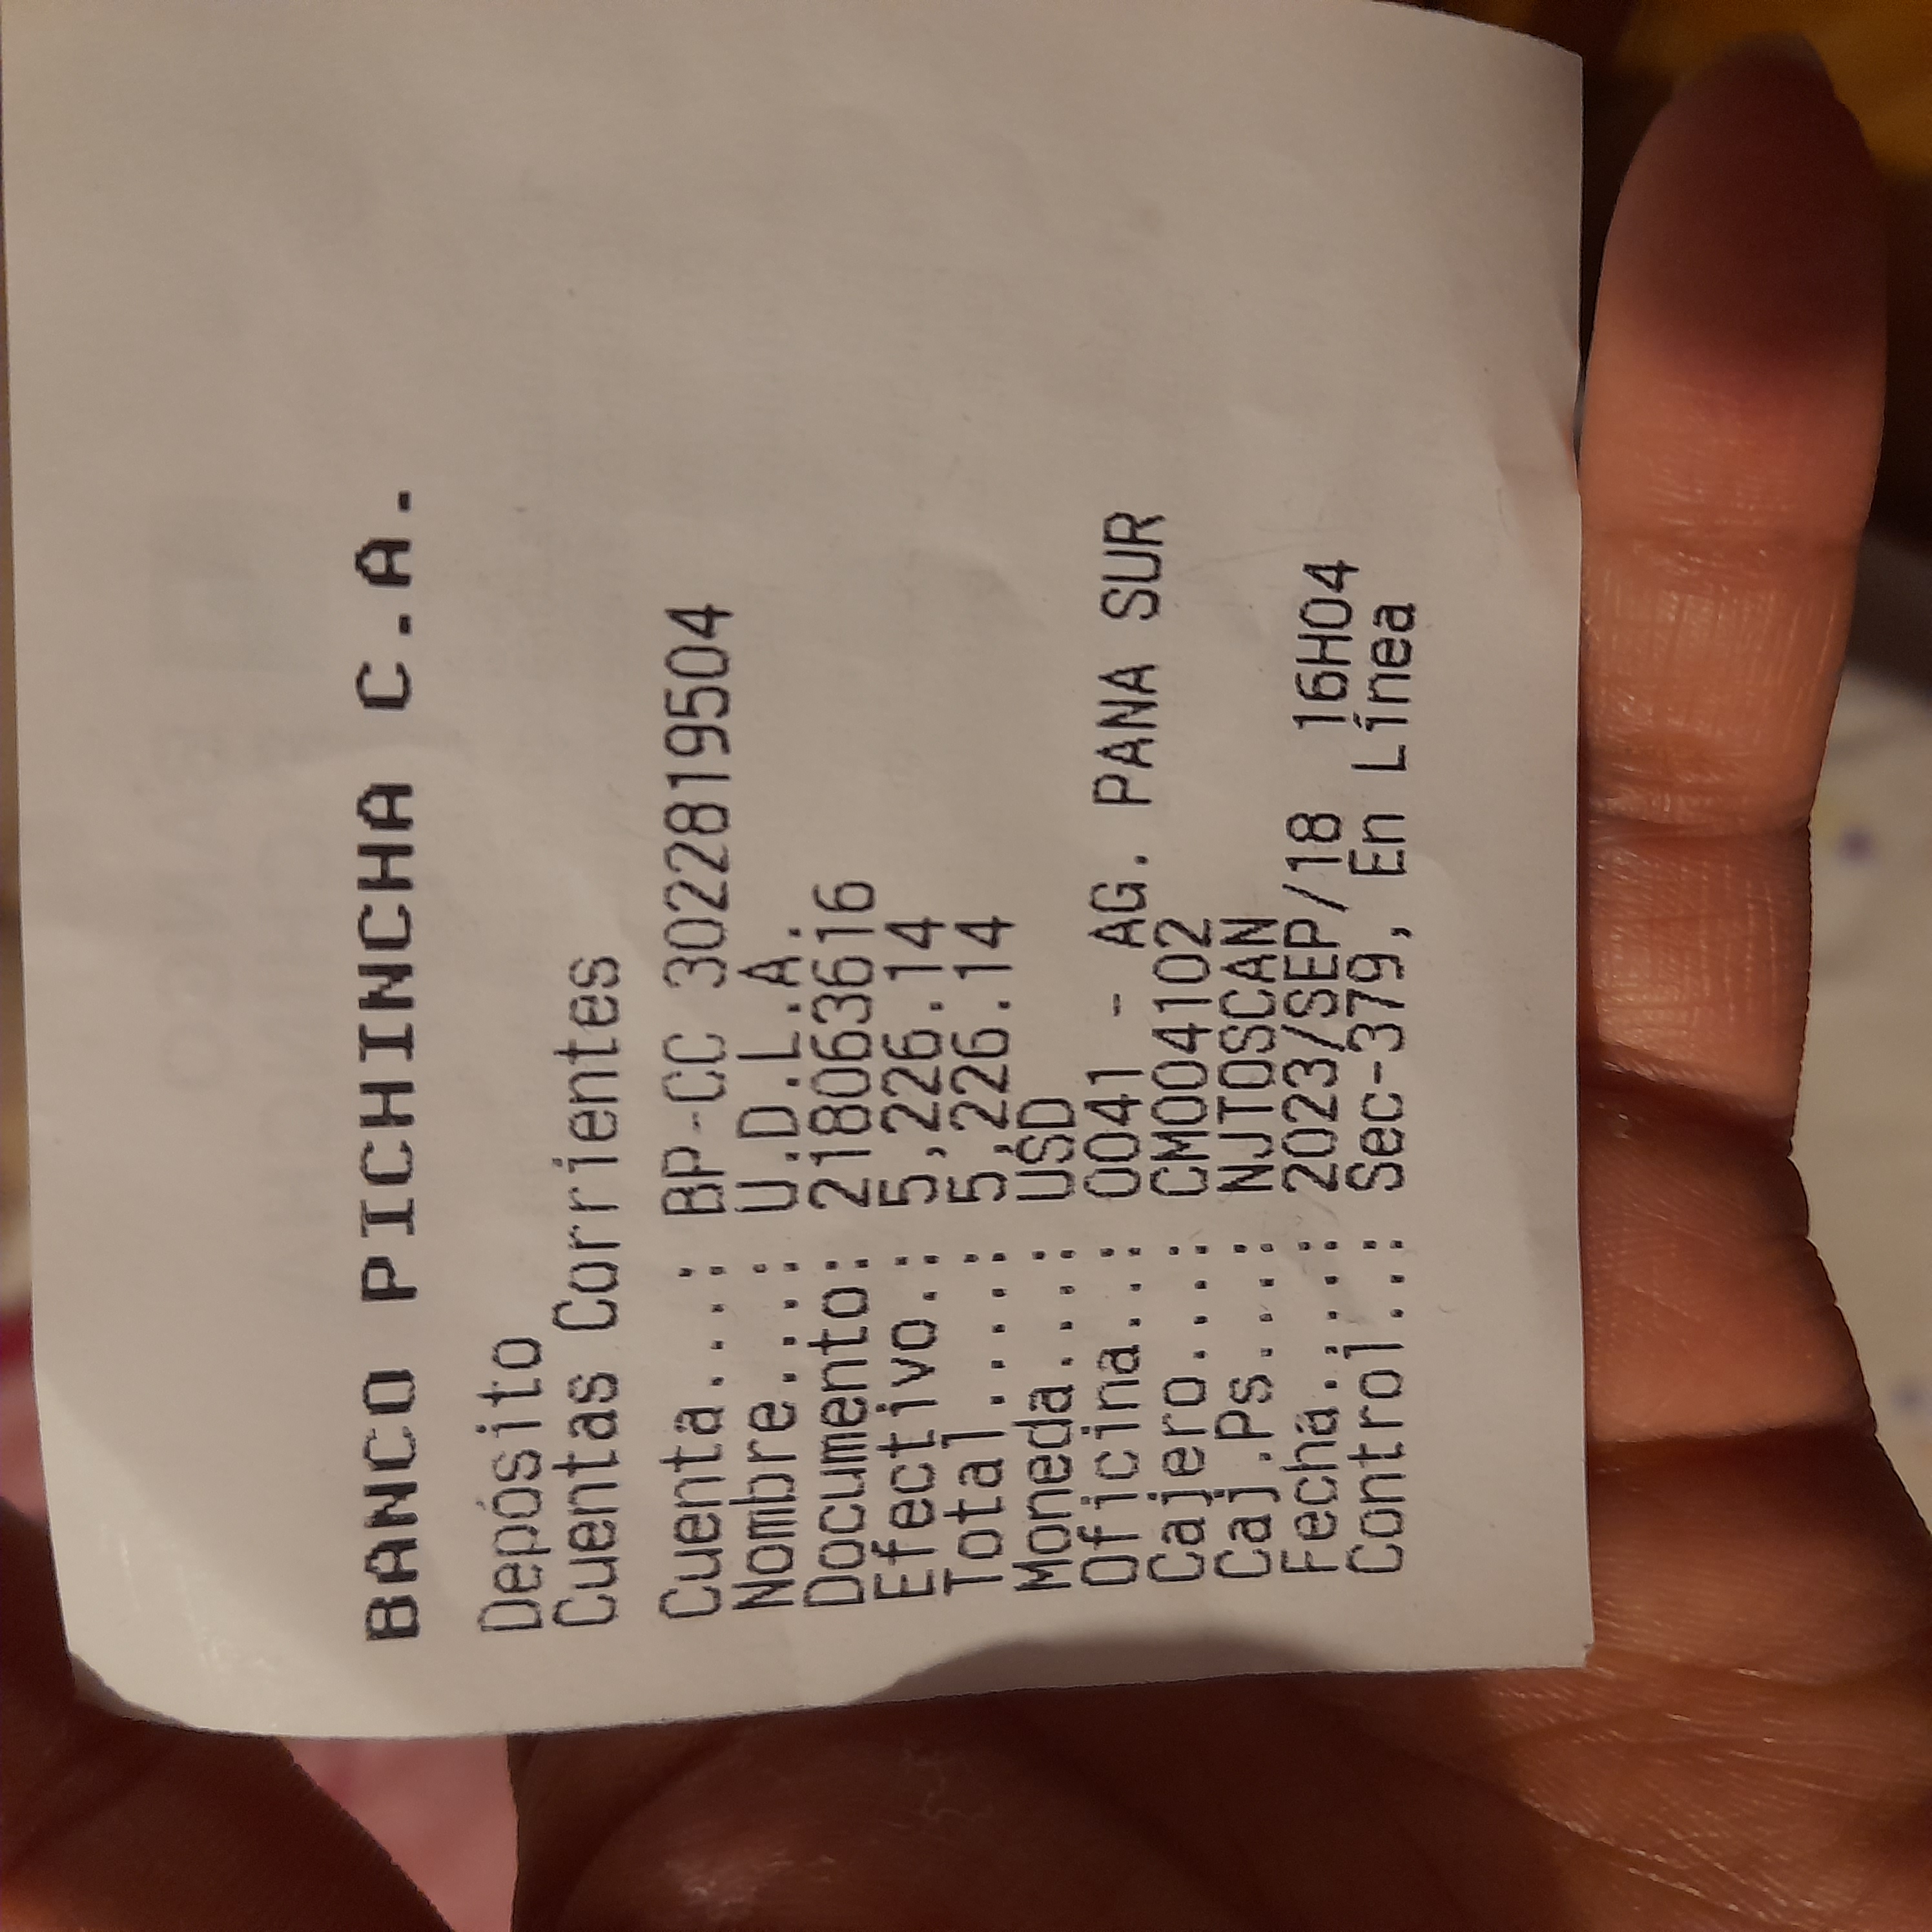 BANCO PICHINCHA C.A.
Depósito
Cuentas Corrientes
Cuenta...: BP-CC 3022819504
Nombre...: U.D.L.A.
Documento: 218063616
Efectivo.: 5,226.14
Total....: 5,226.14
Moneda...: USD
Oficina..: 0041 - AG. PANA SUR
Cajero...: CM004102
Caj.Ps...: NJTOSCAN
Fecha....: 2023/SEP/18 16H04
Control..: Sec-379, En Línea